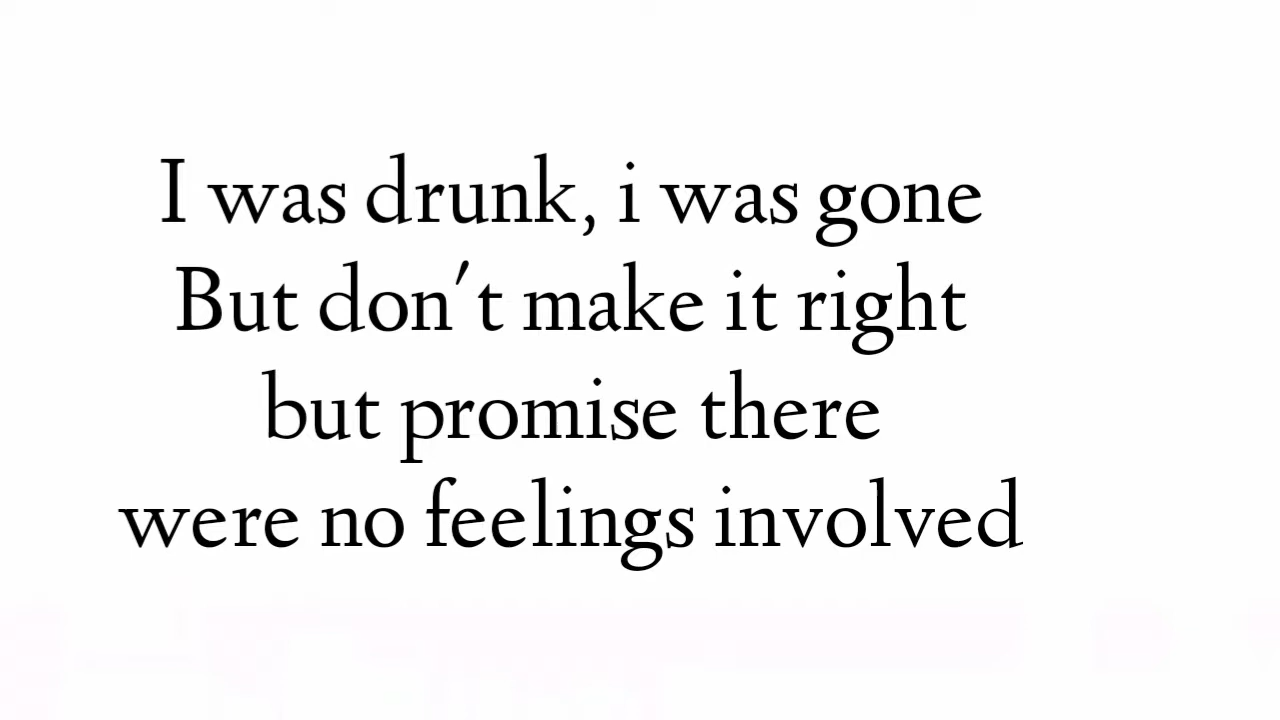 I was drunk, i was gone
But don't make it right
but promise there
were no feelings involved